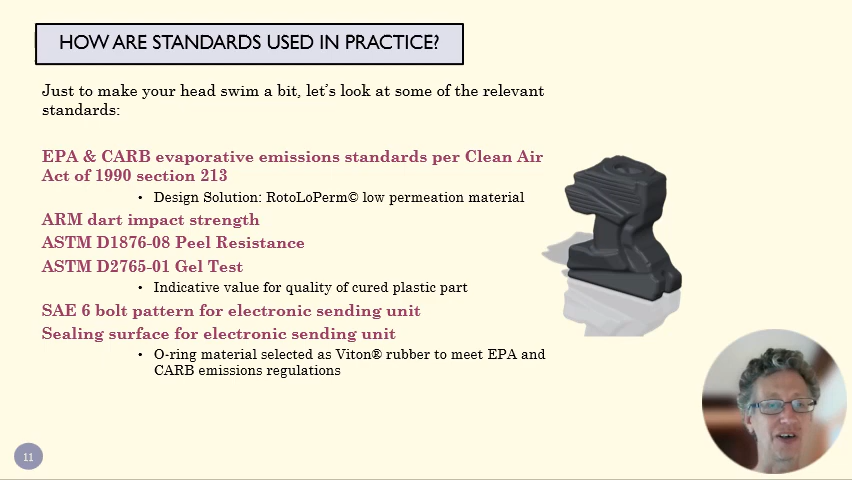 HOW ARE STANDARDS USED IN PRACTICE?
Just to make your head swim a bit, let's look at some of the relevant
standards:
EPA & CARB evaporative emissions standards per Clean Air
Act of 1990 section 213
• Design Solution: RotoLoPerm© low permeation material
ARM dart impact strength
ASTM D1876-08 Peel Resistance
ASTM D2765-01 Gel Test
• Indicative value for quality of cured plastic part
SAE 6 bolt pattern for electronic sending unit
Sealing surface for electronic sending unit
• O-ring material selected as Viton® rubber to meet EPA and
CARB emissions regulations
11